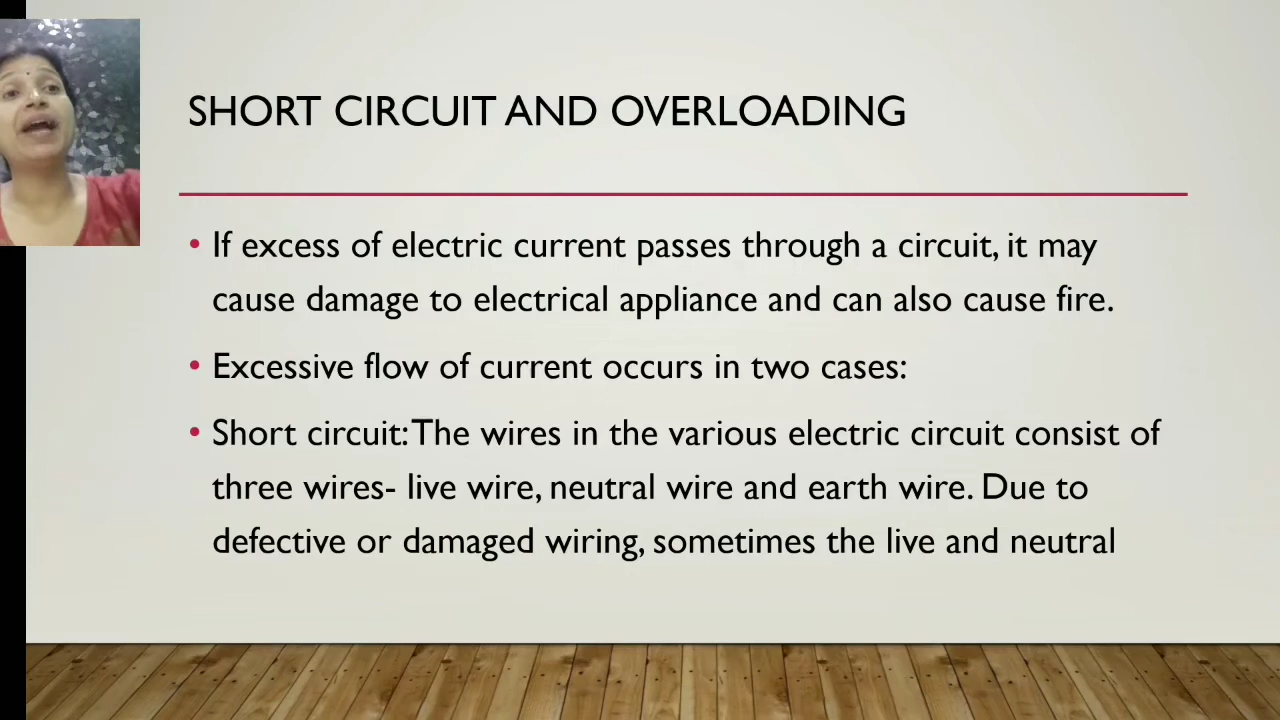 SHORT CIRCUIT AND OVERLOADING
• If excess of electric current passes through a circuit, it may
cause damage to electrical appliance and can also cause fire.
• Excessive flow of current occurs in two cases:
• Short circuit: The wires in the various electric circuit consist of
three wires- live wire, neutral wire and earth wire. Due to
defective or damaged wiring, sometimes the live and neutral